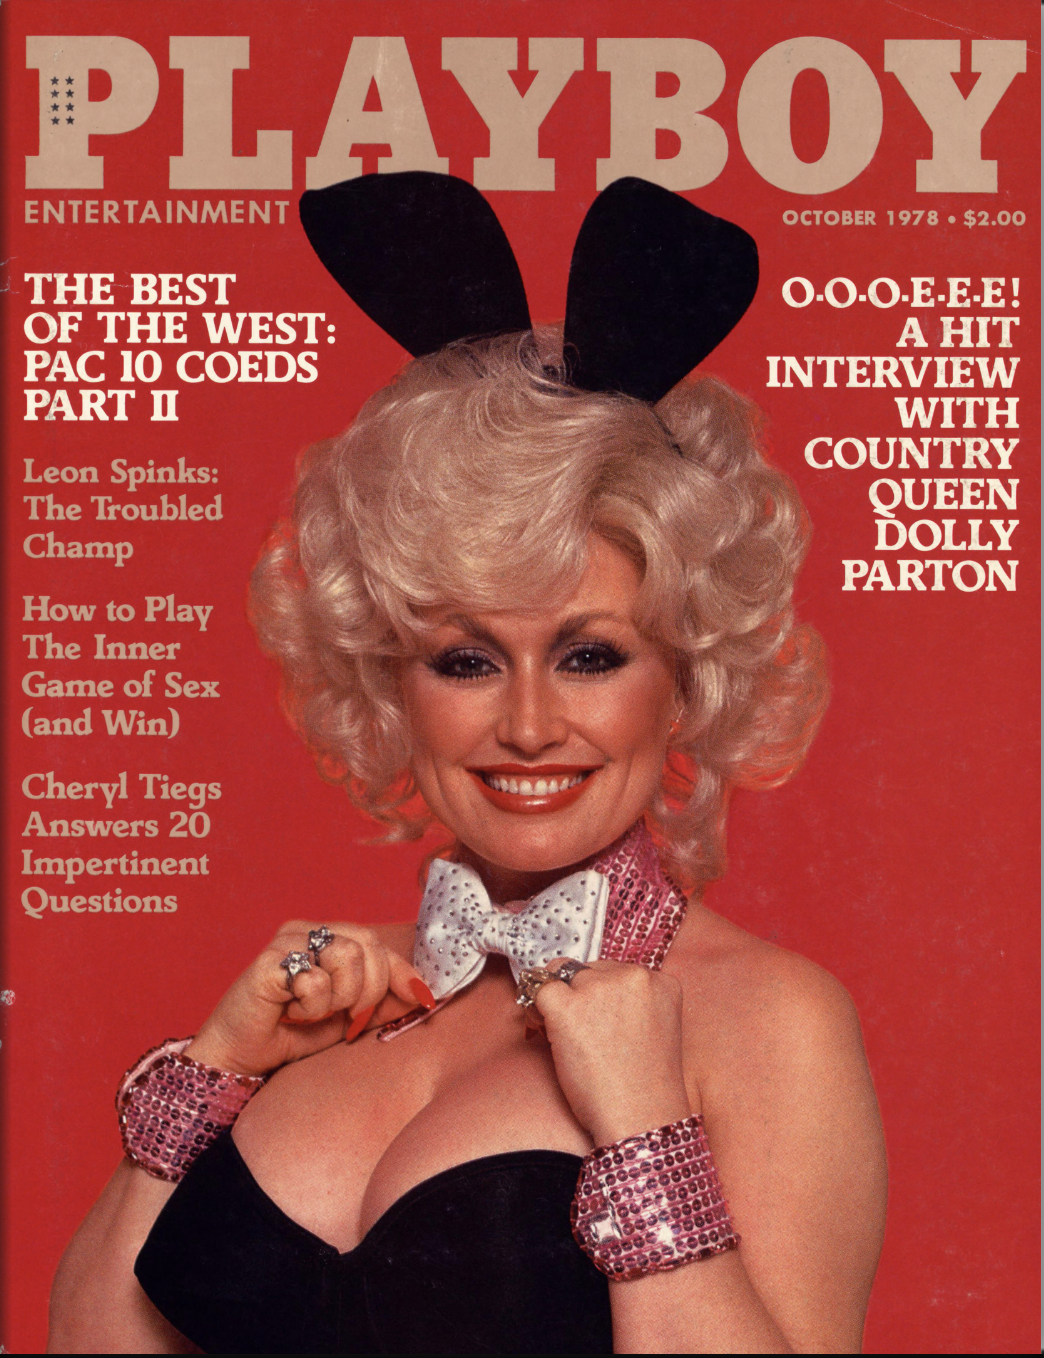 PLAYBOY
ENTERTAINMENT
OCTOBER 1978 • $2.00
THE BEST
OF THE WEST:
PAC 10 COEDS
PART II
Leon Spinks:
The Troubled
Champ
How to Play
The Inner
Game of Sex
(and Win)
Cheryl Tiegs
Answers 20
Impertinent
Questions
O-O-O-E-E-E!
A HIT
INTERVIEW
WITH
COUNTRY
QUEEN
DOLLY
PARTON